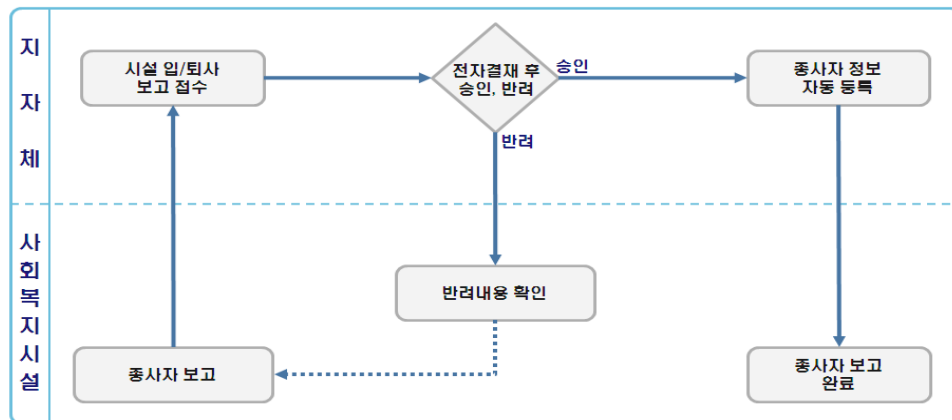 지자체
시설 입/퇴사
보고 접수
전자결재 후
승인, 반려
승인
종사자 정보
자동 등록
반려
사회복지시설
반려내용 확인
종사자 보고
종사자 보고
완료